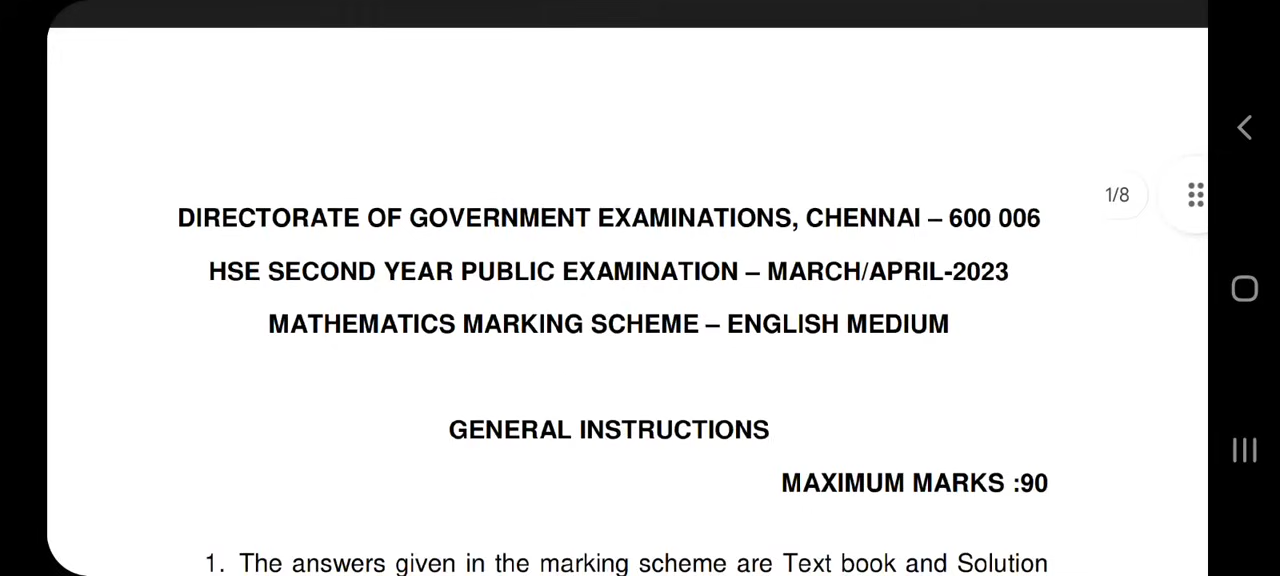 DIRECTORATE OF GOVERNMENT EXAMINATIONS, CHENNAI – 600 006
1/8
HSE SECOND YEAR PUBLIC EXAMINATION – MARCH/APRIL-2023
MATHEMATICS MARKING SCHEME – ENGLISH MEDIUM
GENERAL INSTRUCTIONS
MAXIMUM MARKS :90
1. The answers given in the marking scheme are Text book and Solution